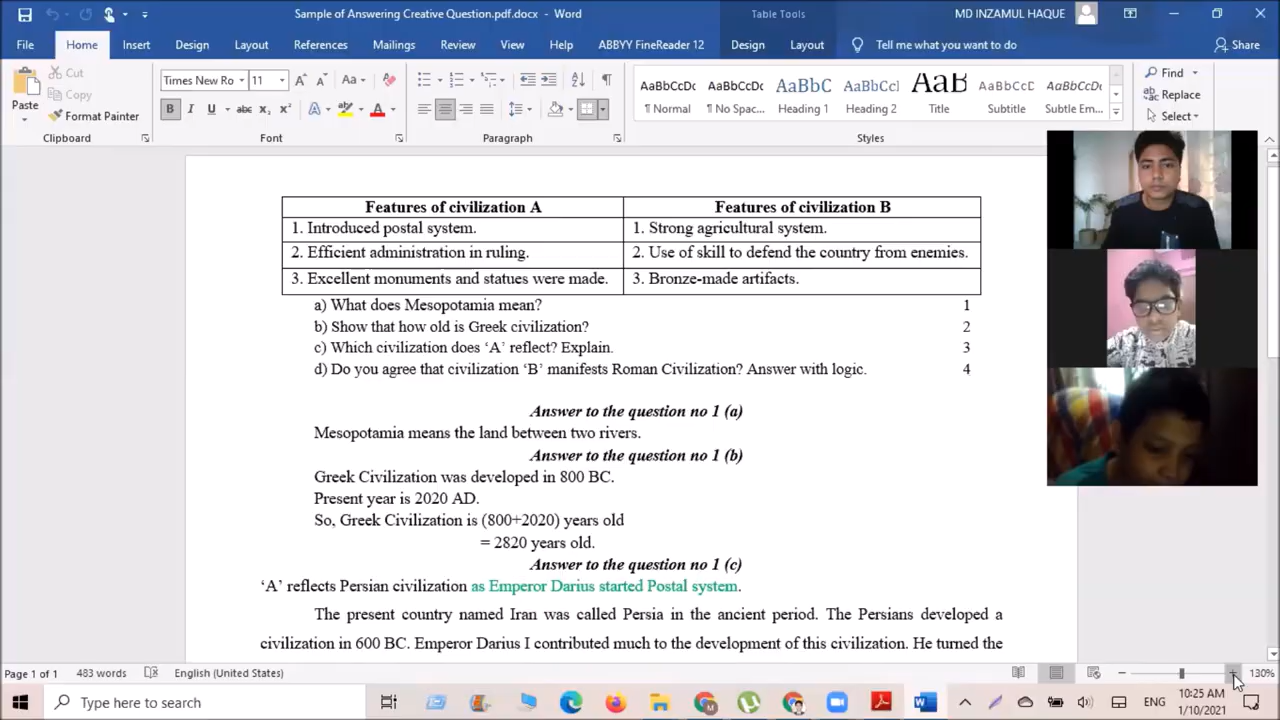 Sample of Answering Creative Question.pdf.docx - Word
Table Tools
MD INZAMUL HAQUE
File Home Insert Design Layout References Mailings Review View Help ABBYY FineReader 12 Design Layout Tell me what you want to do Share
Paste
Cut
Copy
Format Painter
Clipboard
Times New Ro 11
Font
Paragraph
AaBbCcDc AaBbCcDc AaBbC AaBbCcD AaB AaBbCcD AaBbCcDc
¶ Normal ¶ No Spac... Heading 1 Heading 2 Title Subtitle Subtle Em...
Styles
Find
Replace
Select
Features of civilization A Features of civilization B
1. Introduced postal system. 1. Strong agricultural system.
2. Efficient administration in ruling. 2. Use of skill to defend the country from enemies.
3. Excellent monuments and statues were made. 3. Bronze-made artifacts.
a) What does Mesopotamia mean? 1
b) Show that how old is Greek civilization? 2
c) Which civilization does ‘A’ reflect? Explain. 3
d) Do you agree that civilization ‘B’ manifests Roman Civilization? Answer with logic. 4
Answer to the question no 1 (a)
Mesopotamia means the land between two rivers.
Answer to the question no 1 (b)
Greek Civilization was developed in 800 BC.
Present year is 2020 AD.
So, Greek Civilization is (800+2020) years old
= 2820 years old.
Answer to the question no 1 (c)
‘A’ reflects Persian civilization as Emperor Darius started Postal system.
The present country named Iran was called Persia in the ancient period. The Persians developed a
civilization in 600 BC. Emperor Darius I contributed much to the development of this civilization. He turned the
Page 1 of 1 483 words English (United States) 130%
Type here to search
ENG
10:25 AM
1/10/2021